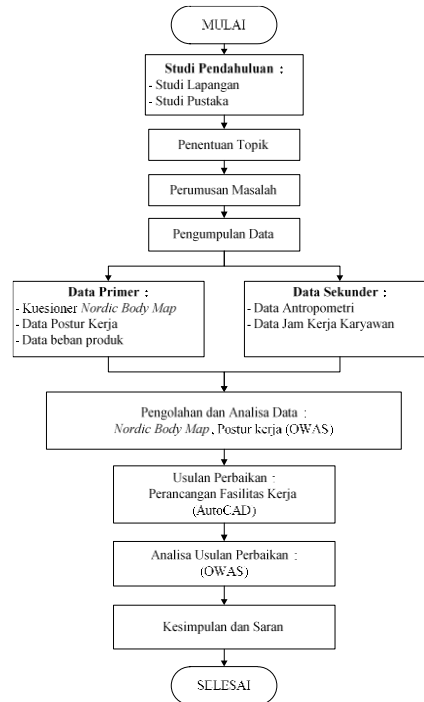 MULAI
Studi Pendahuluan :
- Studi Lapangan
- Studi Pustaka
Penentuan Topik
Perumusan Masalah
Pengumpulan Data
Data Primer :
- Kuesioner Nordic Body Map
- Data Postur Kerja
- Data beban produk
Data Sekunder :
- Data Antropometri
- Data Jam Kerja Karyawan
Pengolahan dan Analisa Data :
Nordic Body Map, Postur kerja (OWAS)
Usulan Perbaikan :
Perancangan Fasilitas Kerja
(AutoCAD)
Analisa Usulan Perbaikan :
(OWAS)
Kesimpulan dan Saran
SELESAI